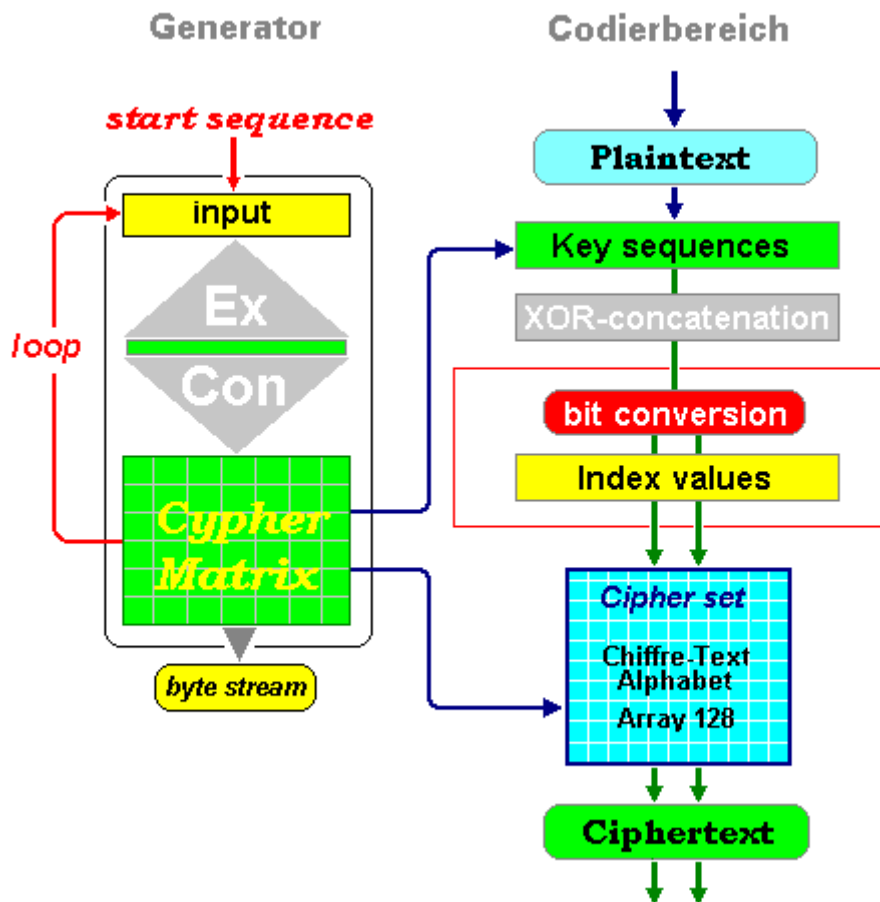 Generator
start sequence
input
Ex
Con
loop
Cypher
Matrix
byte stream
Codierbereich
Plaintext
Key sequences
XOR-concatenation
bit conversion
Index values
Cipher set
Chiffre-Text
Alphabet
Array 128
Ciphertext